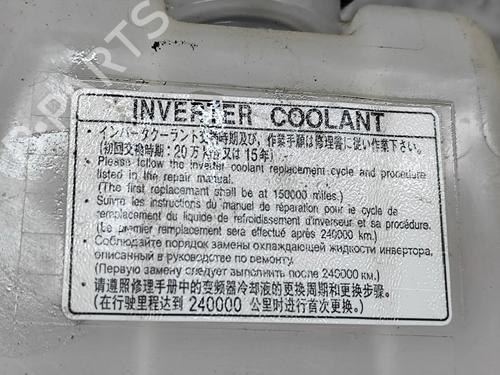 INVERTER COOLANT
• インバータクーラント交換時期及び、作業手順は修理書に従い作業下さい。
(初回交換時期：20万 又は15年)
• Please follow the inverter coolant replacement cycle and procedure
listed in the repair manual.
(The first replacement shall be at 150000 miles.)
• Suivre les instructions du manuel de réparation pour le cycle de
remplacement du liquide de refroidissement d'inverseur et sa procédure.
(Le premier remplacement sera effectué après 240000 km.)
• Соблюдайте порядок замены охлаждающей жидкости инвертора,
описанный в руководстве по ремонту.
(Первую замену следует выполнять после 240000 км.)
• 请遵照修理手册中的变频器冷却液的更换周期和更换步骤。
(在行驶里程达到 240000 公里时进行首次更换。)